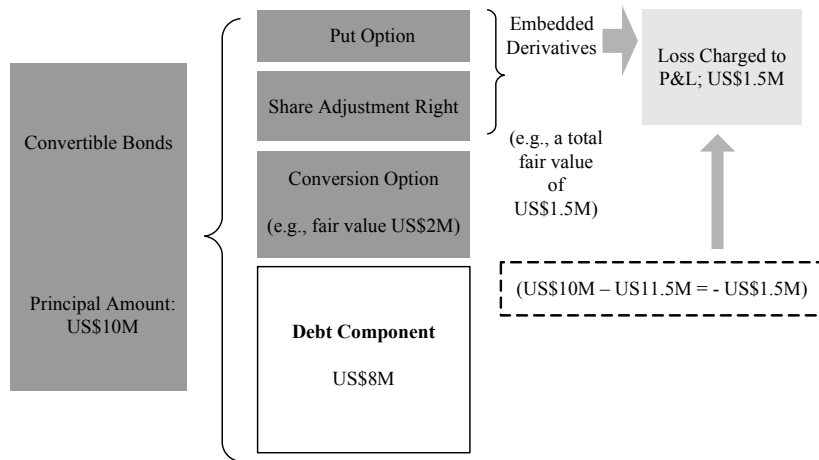 Convertible Bonds
Principal Amount:
US$10M
Put Option
Share Adjustment Right
Conversion Option
(e.g., fair value US$2M)
Debt Component
US$8M
Embedded
Derivatives
(e.g., a total
fair value
of
US$1.5M)
Loss Charged to
P&L; US$1.5M
(US$10M – US11.5M = - US$1.5M)